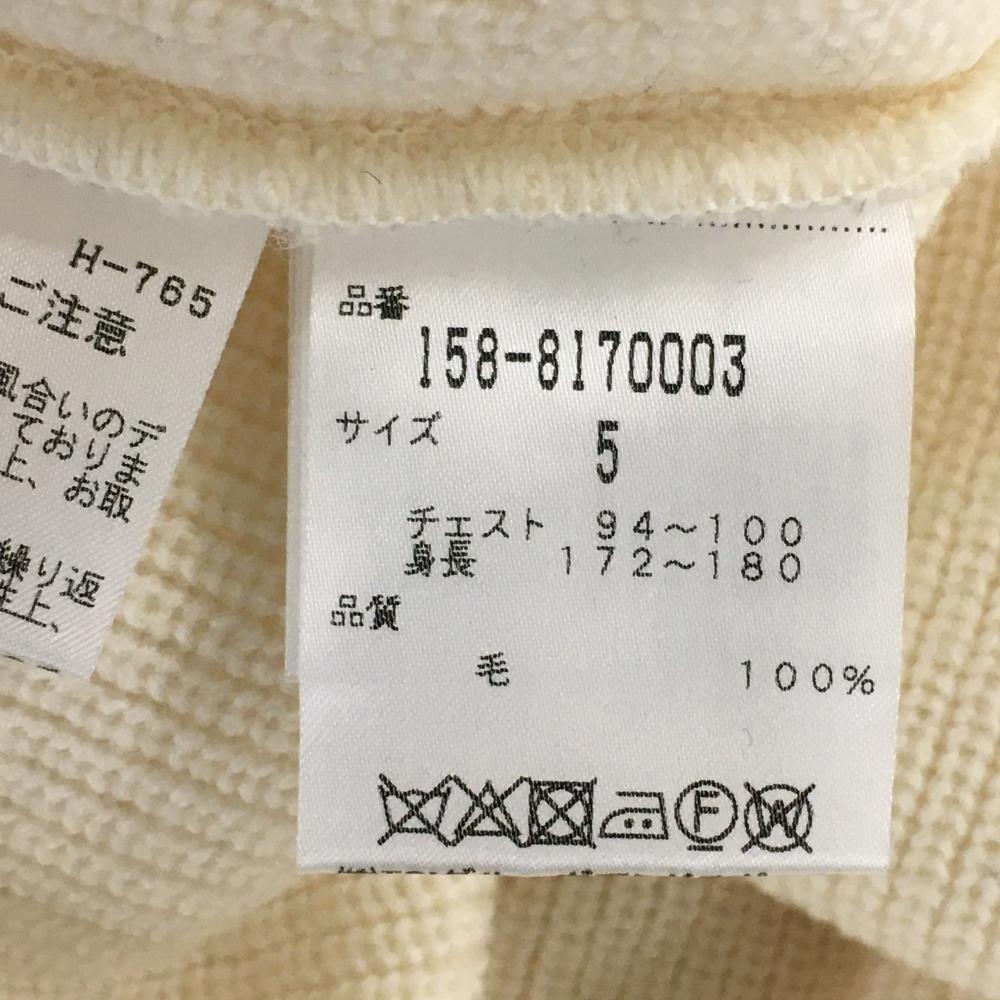 H-765
ご注意
風合いのデ
ておりま
上、お取
繰り返
性上、
品番
158-8170003
サイズ 5
チェスト 94～100
身長 172～180
品質
毛 100%
F
W